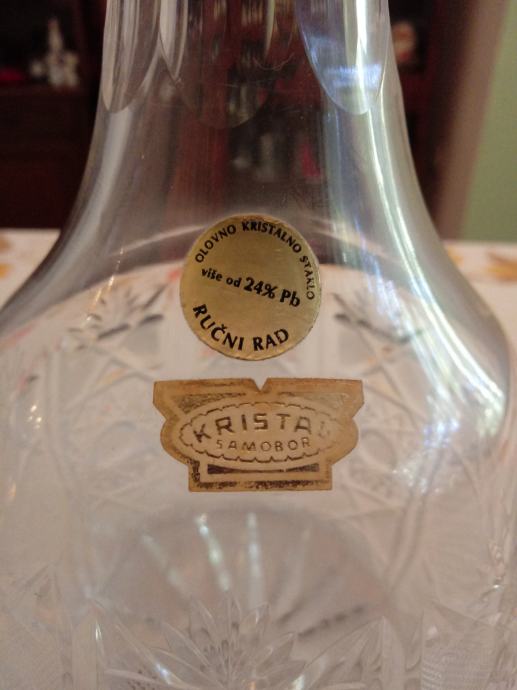 OLOVNO KRISTALNO STAKLO
više od 24% Pb
RUČNI RAD
KRISTAL
SAMOBOR